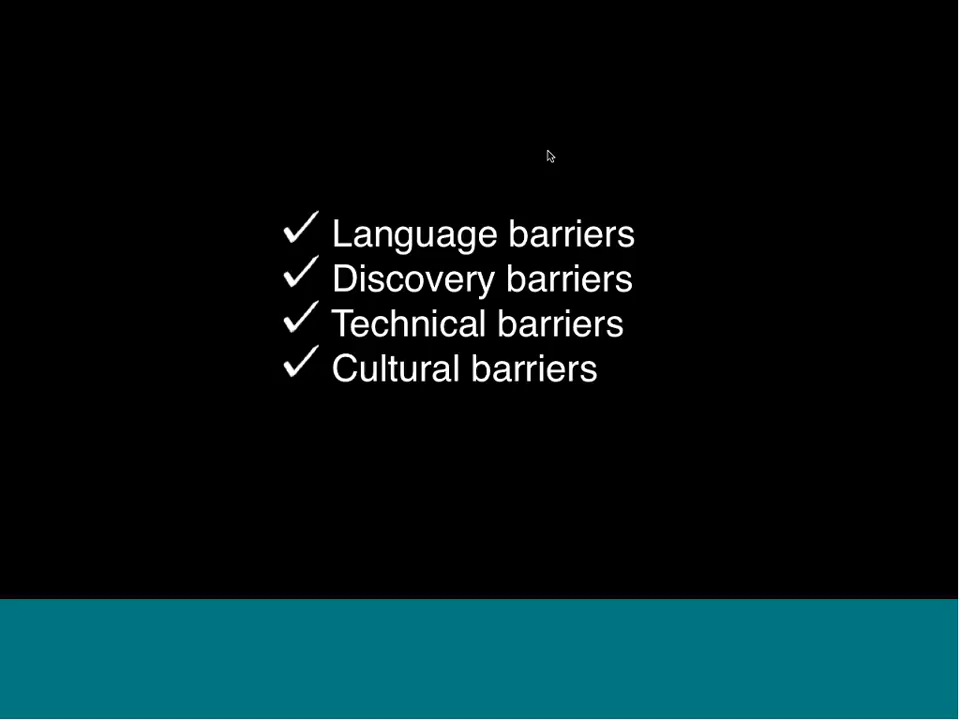 ✓ Language barriers
✓ Discovery barriers
✓ Technical barriers
✓ Cultural barriers